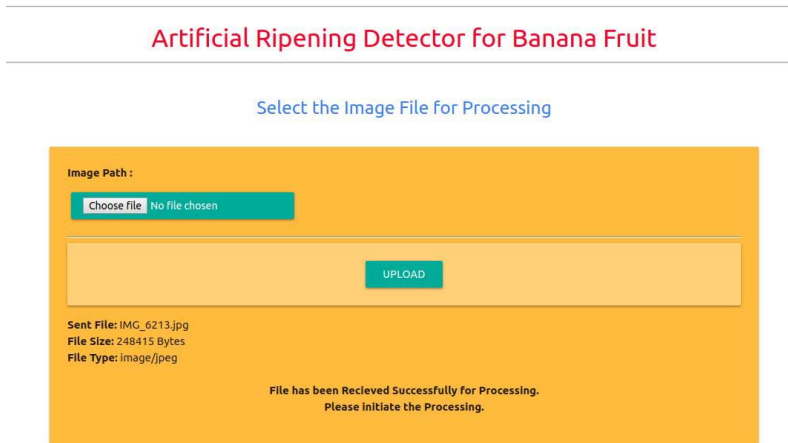 Artificial Ripening Detector for Banana Fruit
Select the Image File for Processing
Image Path :
Choose file No file chosen
UPLOAD
Sent File: IMG_6213.jpg
File Size: 248415 Bytes
File Type: image/jpeg
File has been Recieved Successfully for Processing.
Please initiate the Processing.